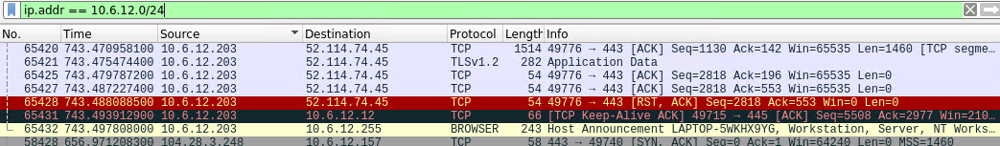 ip.addr == 10.6.12.0/24
No. Time Source Destination Protocol Length Info
65420 743.470958100 10.6.12.203 52.114.74.45 TCP 1514 49776 → 443 [ACK] Seq=1130 Ack=142 Win=65535 Len=1460 [TCP segme…
65421 743.475474400 10.6.12.203 52.114.74.45 TLSv1.2 282 Application Data
65425 743.479787200 10.6.12.203 52.114.74.45 TCP 54 49776 → 443 [ACK] Seq=2818 Ack=196 Win=65535 Len=0
65427 743.487227400 10.6.12.203 52.114.74.45 TCP 54 49776 → 443 [ACK] Seq=2818 Ack=553 Win=65535 Len=0
65428 743.488088500 10.6.12.203 52.114.74.45 TCP 54 49776 → 443 [RST, ACK] Seq=2818 Ack=553 Win=0 Len=0
65431 743.493912900 10.6.12.203 10.6.12.12 TCP 66 [TCP Keep-Alive ACK] 49715 → 445 [ACK] Seq=5508 Ack=2977 Win=210…
65432 743.497808000 10.6.12.203 10.6.12.255 BROWSER 243 Host Announcement LAPTOP-5WKHX9YG, Workstation, Server, NT Works…
58428 656.971208300 104.28.3.248 10.6.12.157 TCP 58 443 → 49740 [SYN, ACK] Seq=0 Ack=1 Win=64240 Len=0 MSS=1460